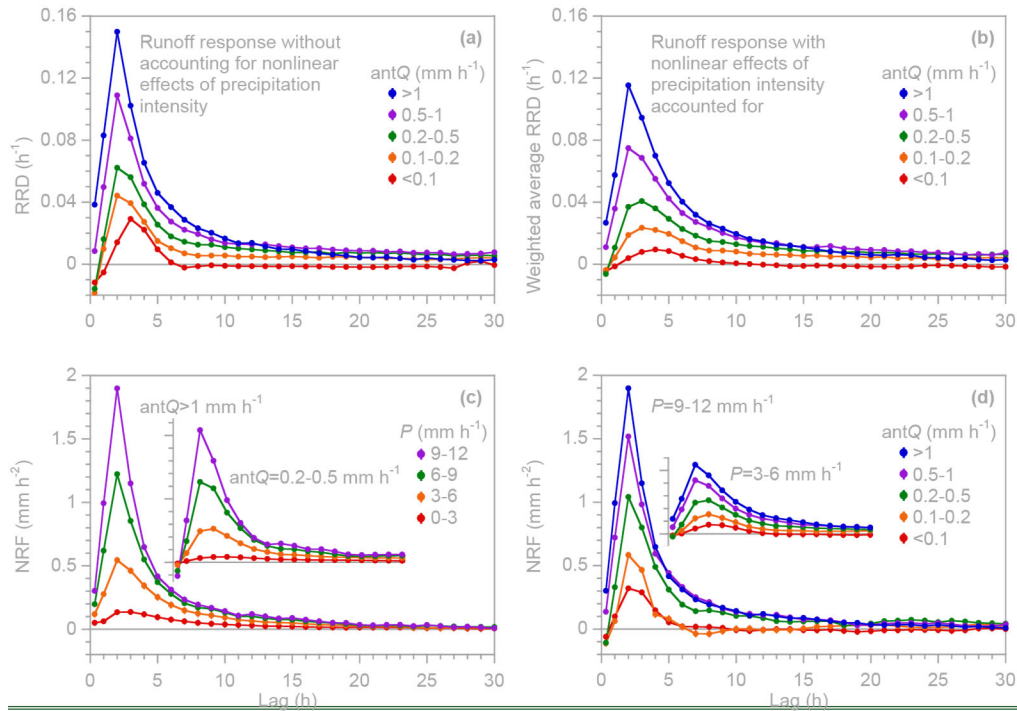 0.16
(a)
Runoff response without
accounting for nonlinear
effects of precipitation
intensity
antQ (mm h⁻¹)
>1
0.5-1
0.2-0.5
0.1-0.2
<0.1
0.12
0.08
0.04
0
RRD (h⁻¹)
0 5 10 15 20 25 30
0.16
(b)
Runoff response with
nonlinear effects of
precipitation intensity
accounted for
antQ (mm h⁻¹)
>1
0.5-1
0.2-0.5
0.1-0.2
<0.1
0.12
0.08
0.04
0
Weighted average RRD (h⁻¹)
0 5 10 15 20 25 30
2
(c)
antQ>1 mm h⁻¹
P (mm h⁻¹)
9-12
6-9
3-6
0-3
antQ=0.2-0.5 mm h⁻¹
1.5
1
0.5
0
NRF (mm h⁻²)
0 5 10 15 20 25 30
Lag (h)
2
(d)
P=9-12 mm h⁻¹
antQ (mm h⁻¹)
>1
0.5-1
0.2-0.5
0.1-0.2
<0.1
P=3-6 mm h⁻¹
1.5
1
0.5
0
NRF (mm h⁻²)
0 5 10 15 20 25 30
Lag (h)